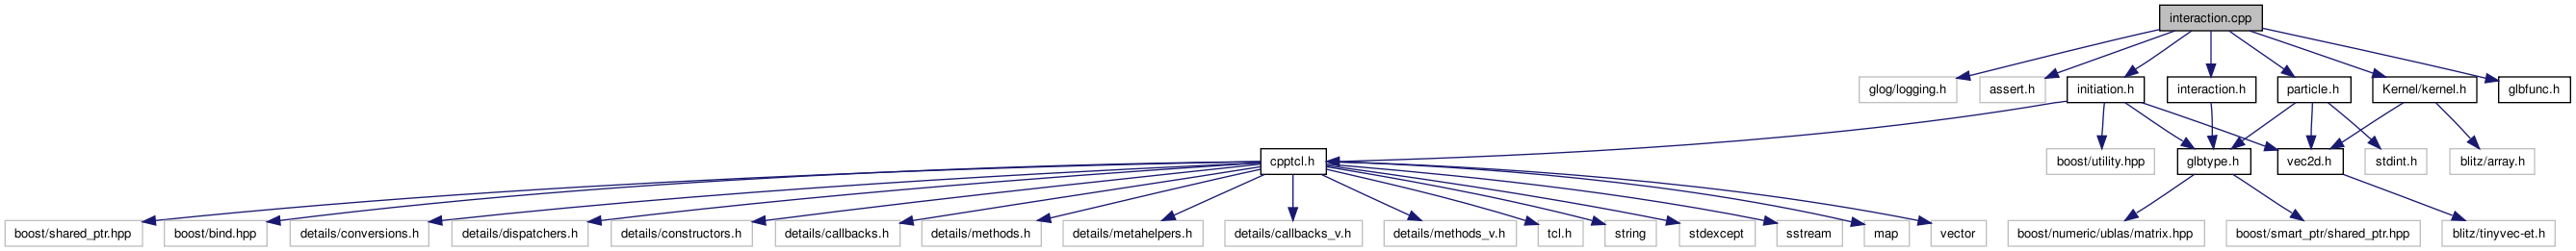 interaction.cpp
glog/logging.h
assert.h
initiation.h
interaction.h
particle.h
Kernel/kernel.h
glbfunc.h
cpptcl.h
boost/utility.hpp
glbtype.h
vec2d.h
stdint.h
blitz/array.h
boost/shared_ptr.hpp
boost/bind.hpp
details/conversions.h
details/dispatchers.h
details/constructors.h
details/callbacks.h
details/methods.h
details/metahelpers.h
details/callbacks_v.h
details/methods_v.h
tcl.h
string
stdexcept
sstream
map
vector
boost/numeric/ublas/matrix.hpp
boost/smart_ptr/shared_ptr.hpp
blitz/tinyvec-et.h